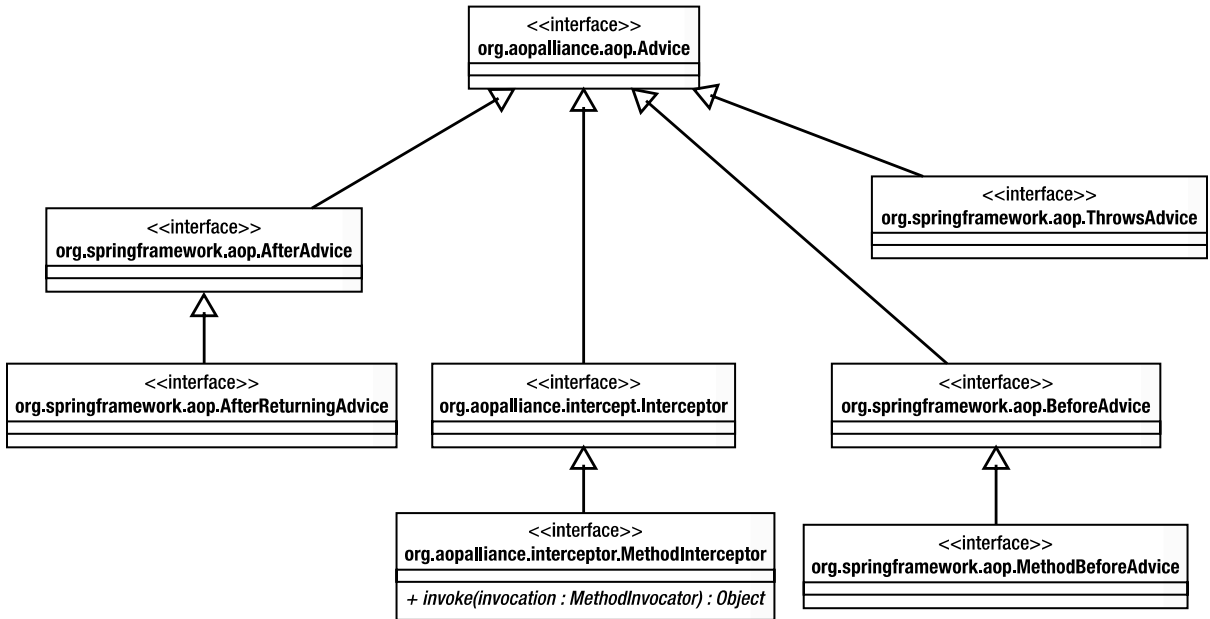 <<interface>>
org.aopalliance.aop.Advice
<<interface>>
org.springframework.aop.ThrowsAdvice
<<interface>>
org.springframework.aop.AfterAdvice
<<interface>>
org.springframework.aop.AfterReturningAdvice
<<interface>>
org.aopalliance.intercept.Interceptor
<<interface>>
org.springframework.aop.BeforeAdvice
<<interface>>
org.aopalliance.interceptor.MethodInterceptor
+ invoke(invocation : MethodInvocator) : Object
<<interface>>
org.springframework.aop.MethodBeforeAdvice